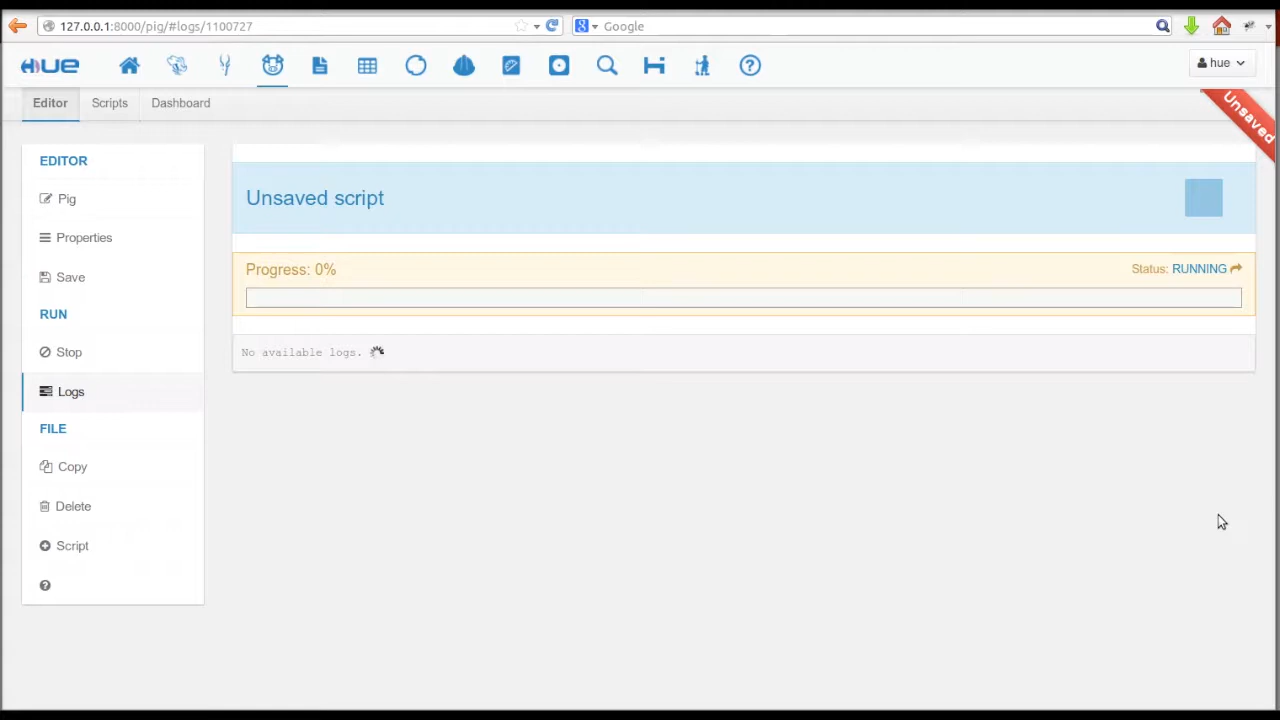 127.0.0.1:8000/pig/#logs/1100727
Google
HUE
hue
Editor
Scripts
Dashboard
Unsaved
EDITOR
Pig
Properties
Save
RUN
Stop
Logs
FILE
Copy
Delete
Script
Unsaved script
Progress: 0%
Status: RUNNING
No available logs.